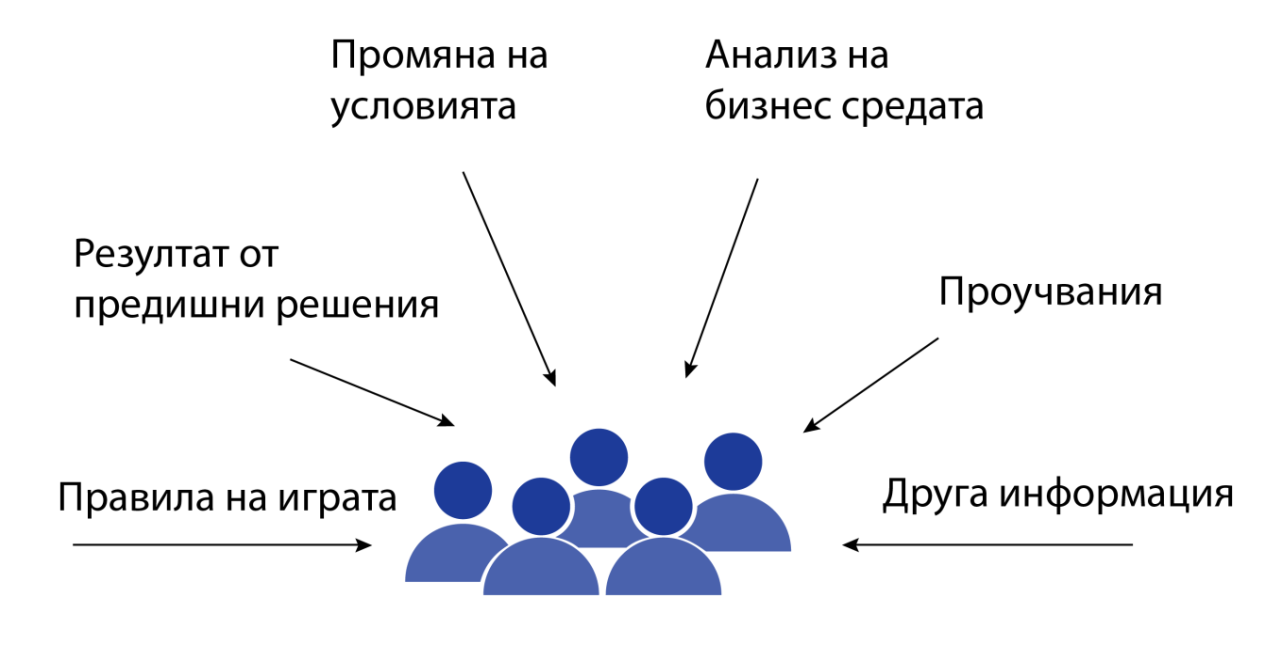 Промяна на
условията
Анализ на
бизнес средата
Резултат от
предишни решения
Проучвания
Правила на играта
Друга информация